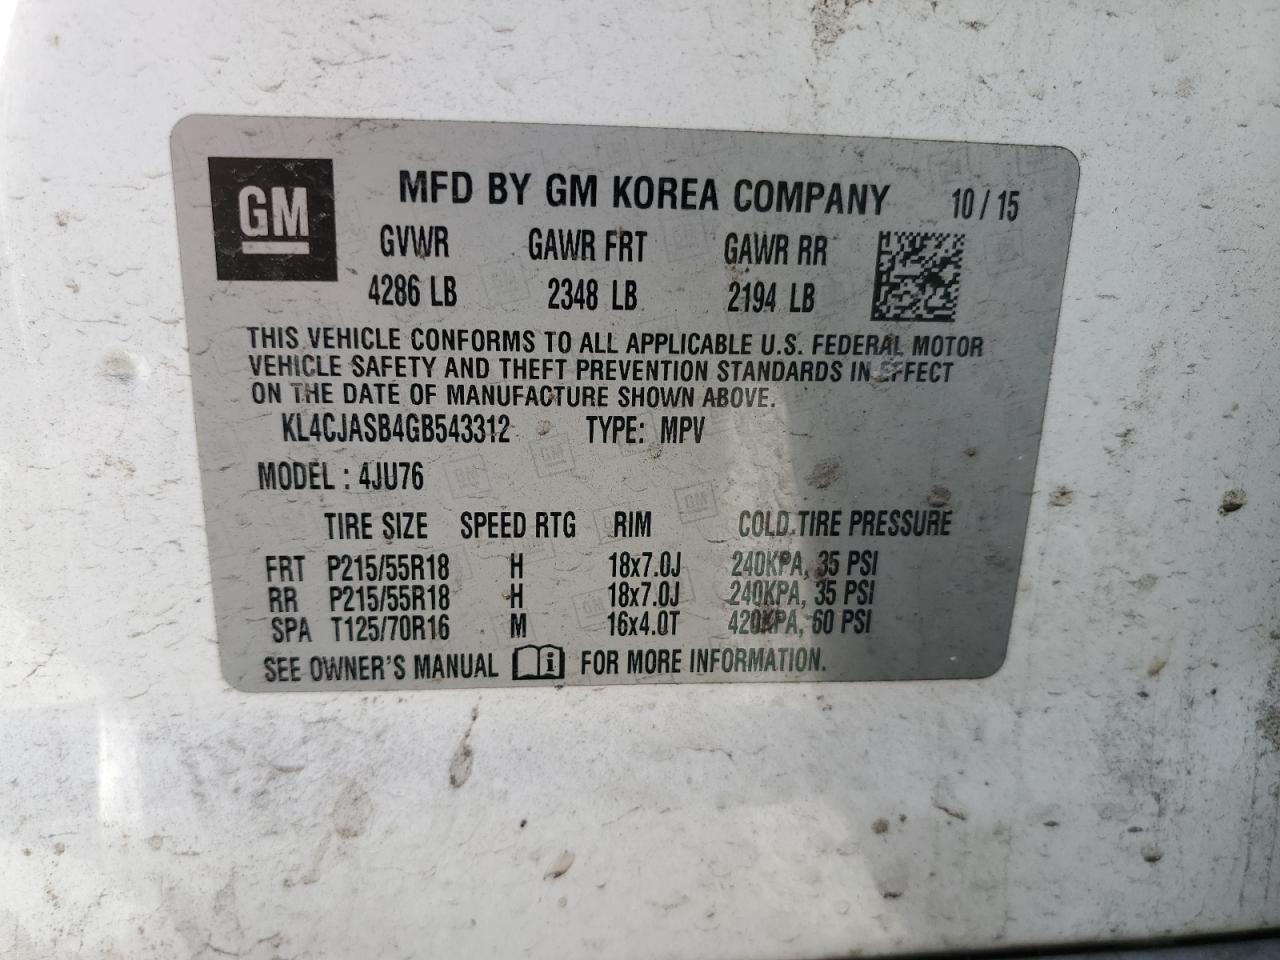 GM
MFD BY GM KOREA COMPANY 10 / 15
GVWR GAWR FRT GAWR RR
4286 LB 2348 LB 2194 LB
THIS VEHICLE CONFORMS TO ALL APPLICABLE U.S. FEDERAL MOTOR
VEHICLE SAFETY AND THEFT PREVENTION STANDARDS IN EFFECT
ON THE DATE OF MANUFACTURE SHOWN ABOVE.
KL4CJASB4GB543312 TYPE: MPV
MODEL : 4JU76
TIRE SIZE SPEED RTG RIM COLD TIRE PRESSURE
FRT P215/55R18 H 18x7.0J 240KPA, 35 PSI
RR P215/55R18 H 18x7.0J 240KPA, 35 PSI
SPA T125/70R16 M 16x4.0T 420KPA, 60 PSI
SEE OWNER'S MANUAL FOR MORE INFORMATION.